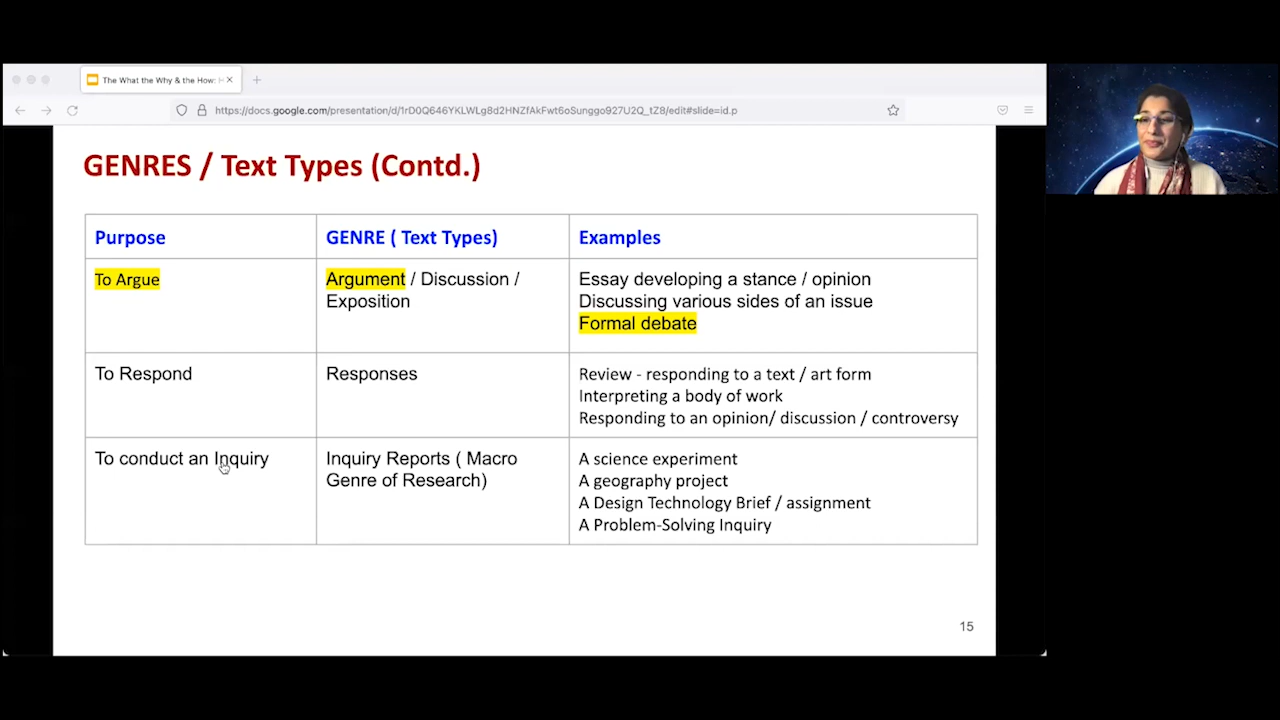 The What the Why & the How: H
https://docs.google.com/presentation/d/1rD0Q646YKLWLg8d2HNZfAkFwt6oSunggo927U2Q_tZ8/edit#slide=id.p
GENRES / Text Types (Contd.)
Purpose
GENRE ( Text Types)
Examples
To Argue
Argument / Discussion /
Exposition
Essay developing a stance / opinion
Discussing various sides of an issue
Formal debate
To Respond
Responses
Review - responding to a text / art form
Interpreting a body of work
Responding to an opinion/ discussion / controversy
To conduct an Inquiry
Inquiry Reports ( Macro
Genre of Research)
A science experiment
A geography project
A Design Technology Brief / assignment
A Problem-Solving Inquiry
15